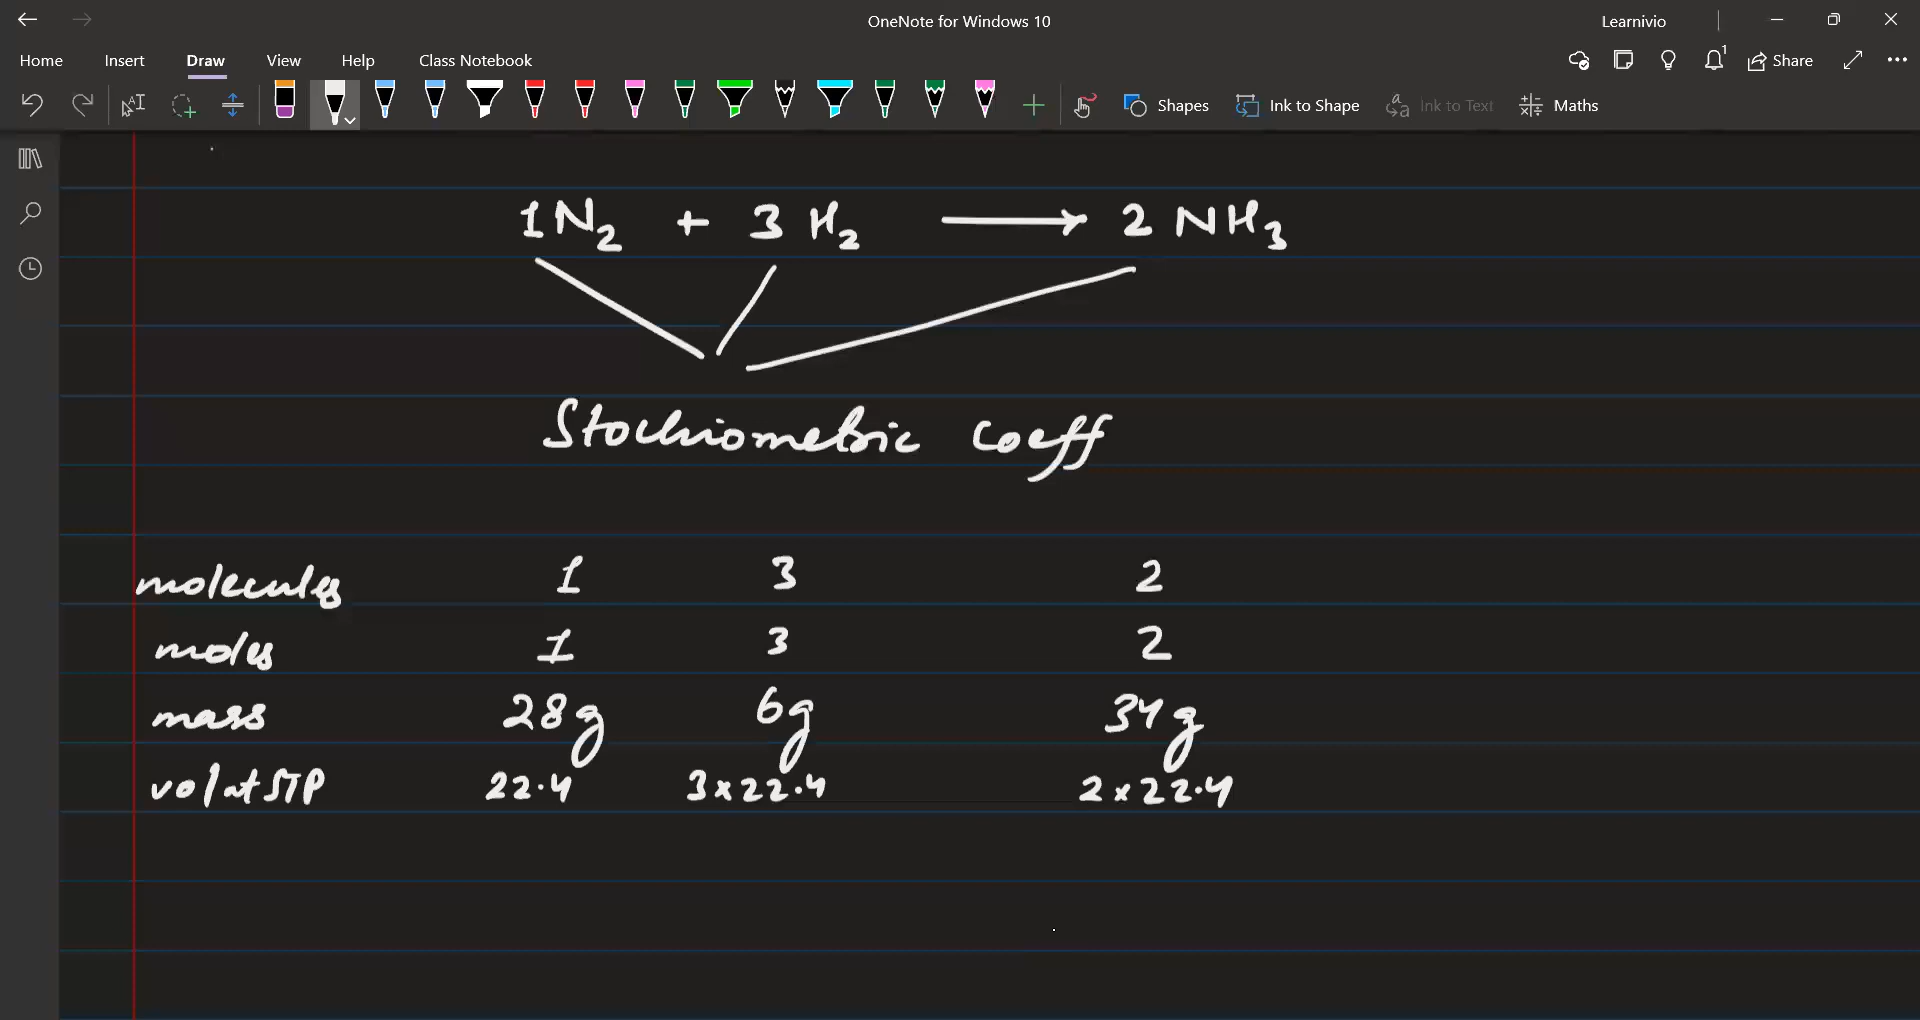 OneNote for Windows 10
Learnivio
Home Insert Draw View Help Class Notebook
1 Share
Shapes Ink to Shape Ink to Text Maths
1N₂ + 3 H₂ ⟶ 2 NH₃
Stochiometric coeff
molecules 1 3 2
moles 1 3 2
mass 28g 6g 34g
vol at STP 22.4 3x22.4 2x22.4